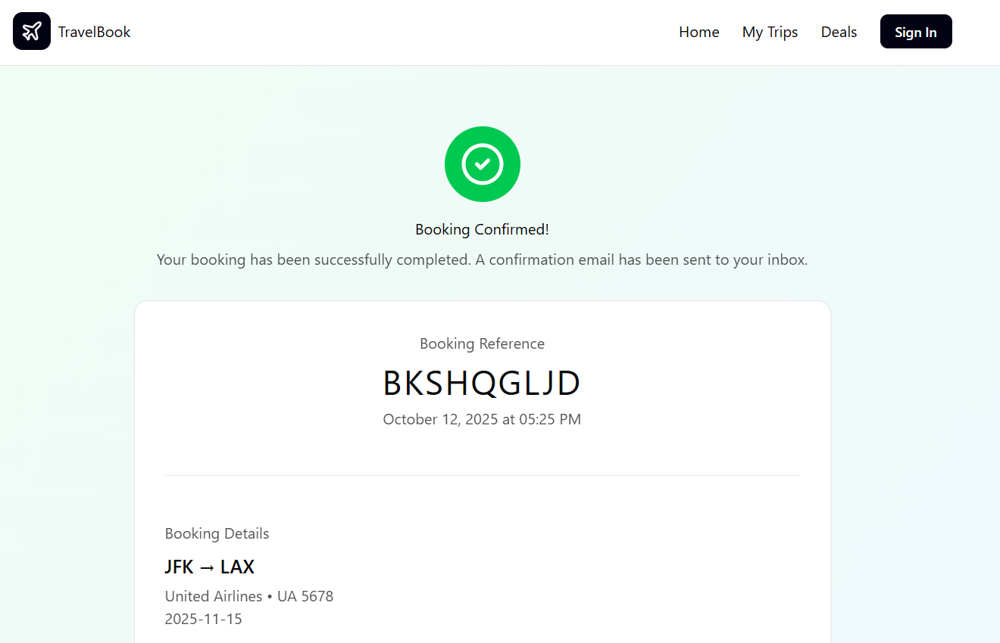 TravelBook
Home
My Trips
Deals
Sign In
Booking Confirmed!
Your booking has been successfully completed. A confirmation email has been sent to your inbox.
Booking Reference
BKSHQGLJD
October 12, 2025 at 05:25 PM
Booking Details
JFK → LAX
United Airlines • UA 5678
2025-11-15